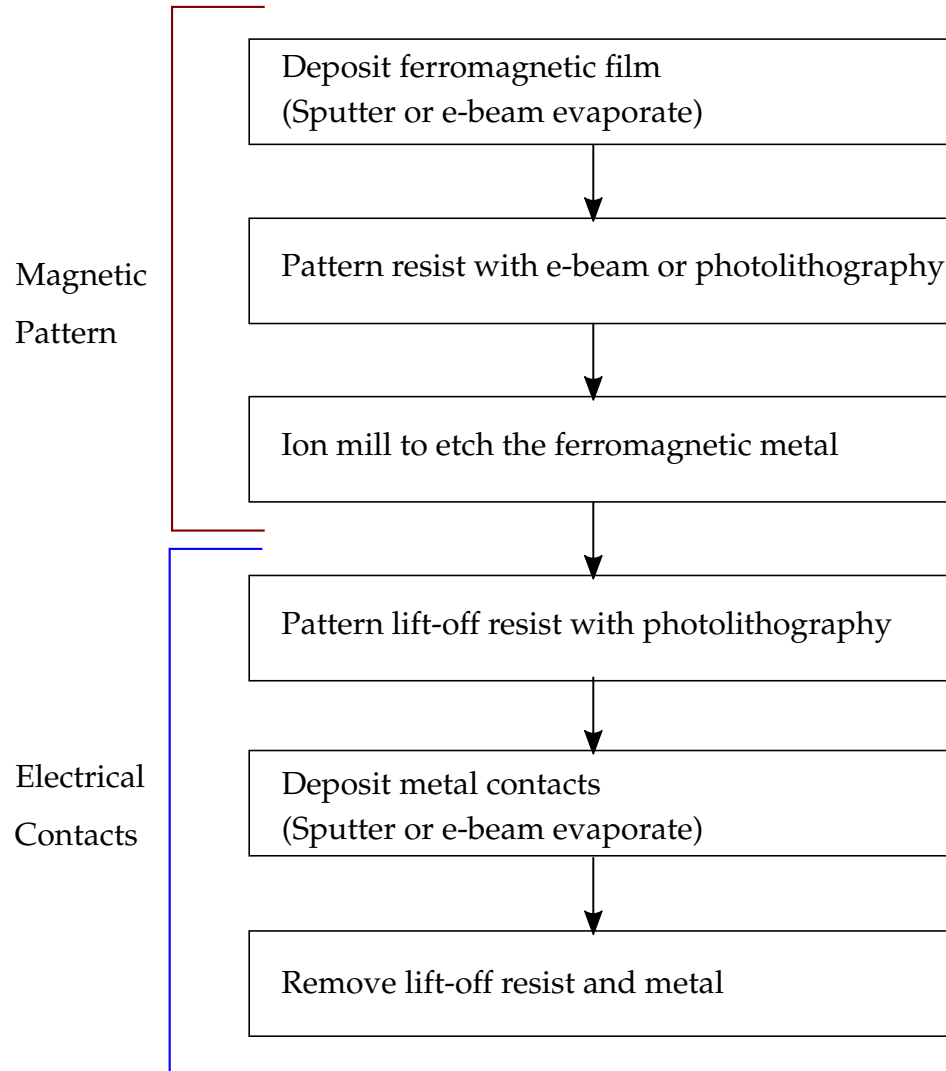 Deposit ferromagnetic film
(Sputter or e-beam evaporate)
Pattern resist with e-beam or photolithography
Magnetic
Pattern
Ion mill to etch the ferromagnetic metal
Pattern lift-off resist with photolithography
Electrical
Contacts
Deposit metal contacts
(Sputter or e-beam evaporate)
Remove lift-off resist and metal